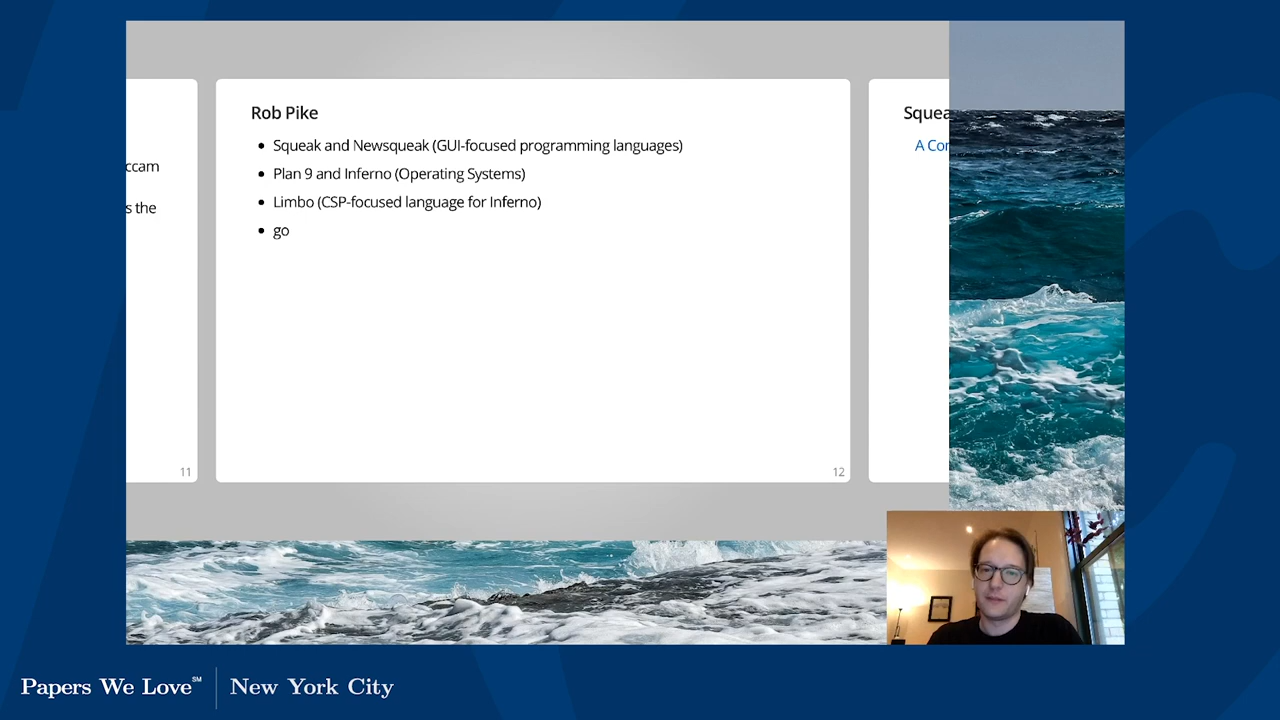 ccam
s the
11
Rob Pike
• Squeak and Newsqueak (GUI-focused programming languages)
• Plan 9 and Inferno (Operating Systems)
• Limbo (CSP-focused language for Inferno)
• go
12
Squea
A Cor
Papers We Love℠ | New York City